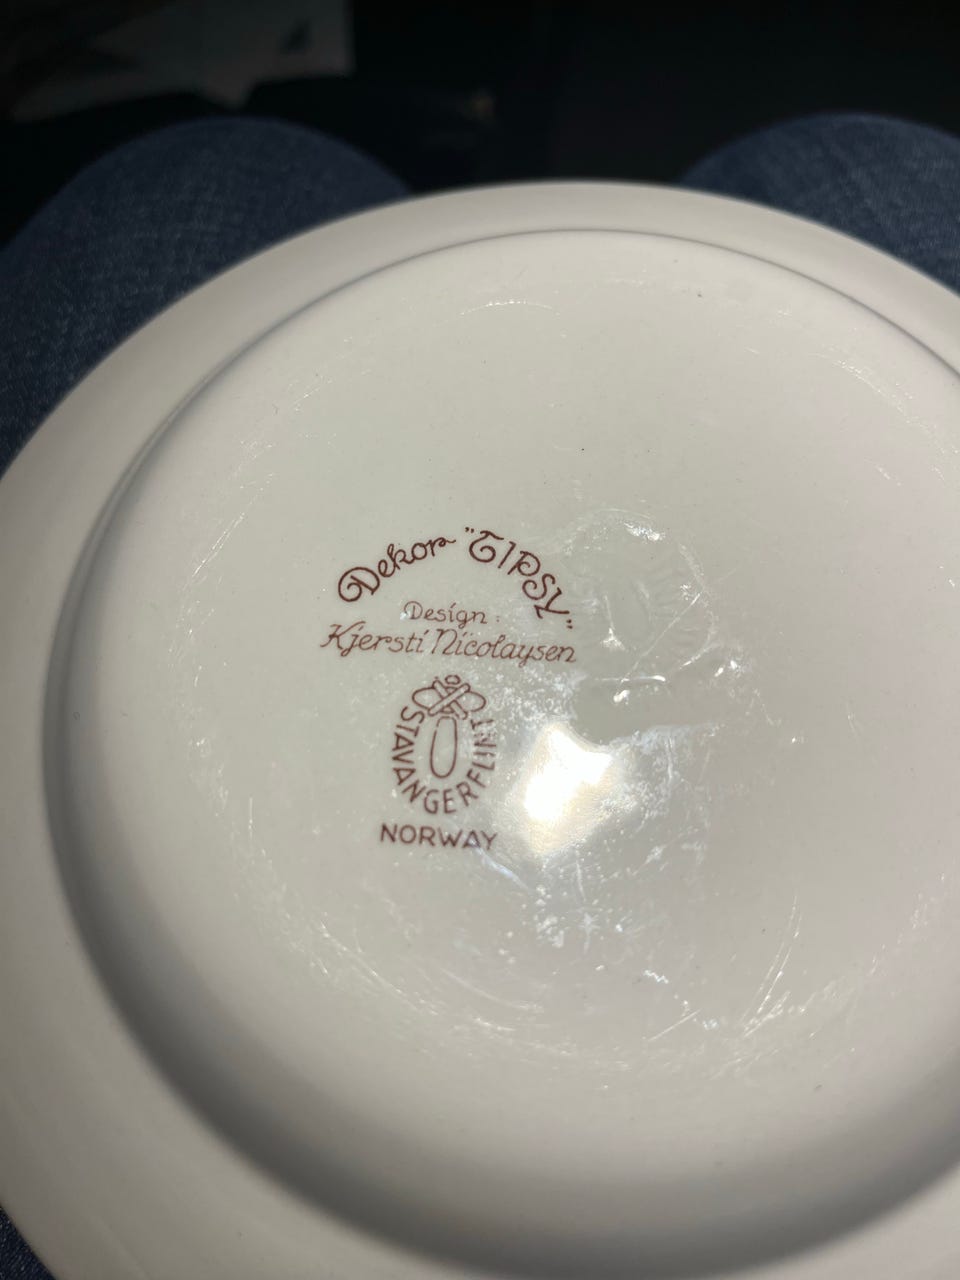 Dekor "TIPSY"
Design:
Kjersti Nicolaysen
STAVANGERFLINT
NORWAY